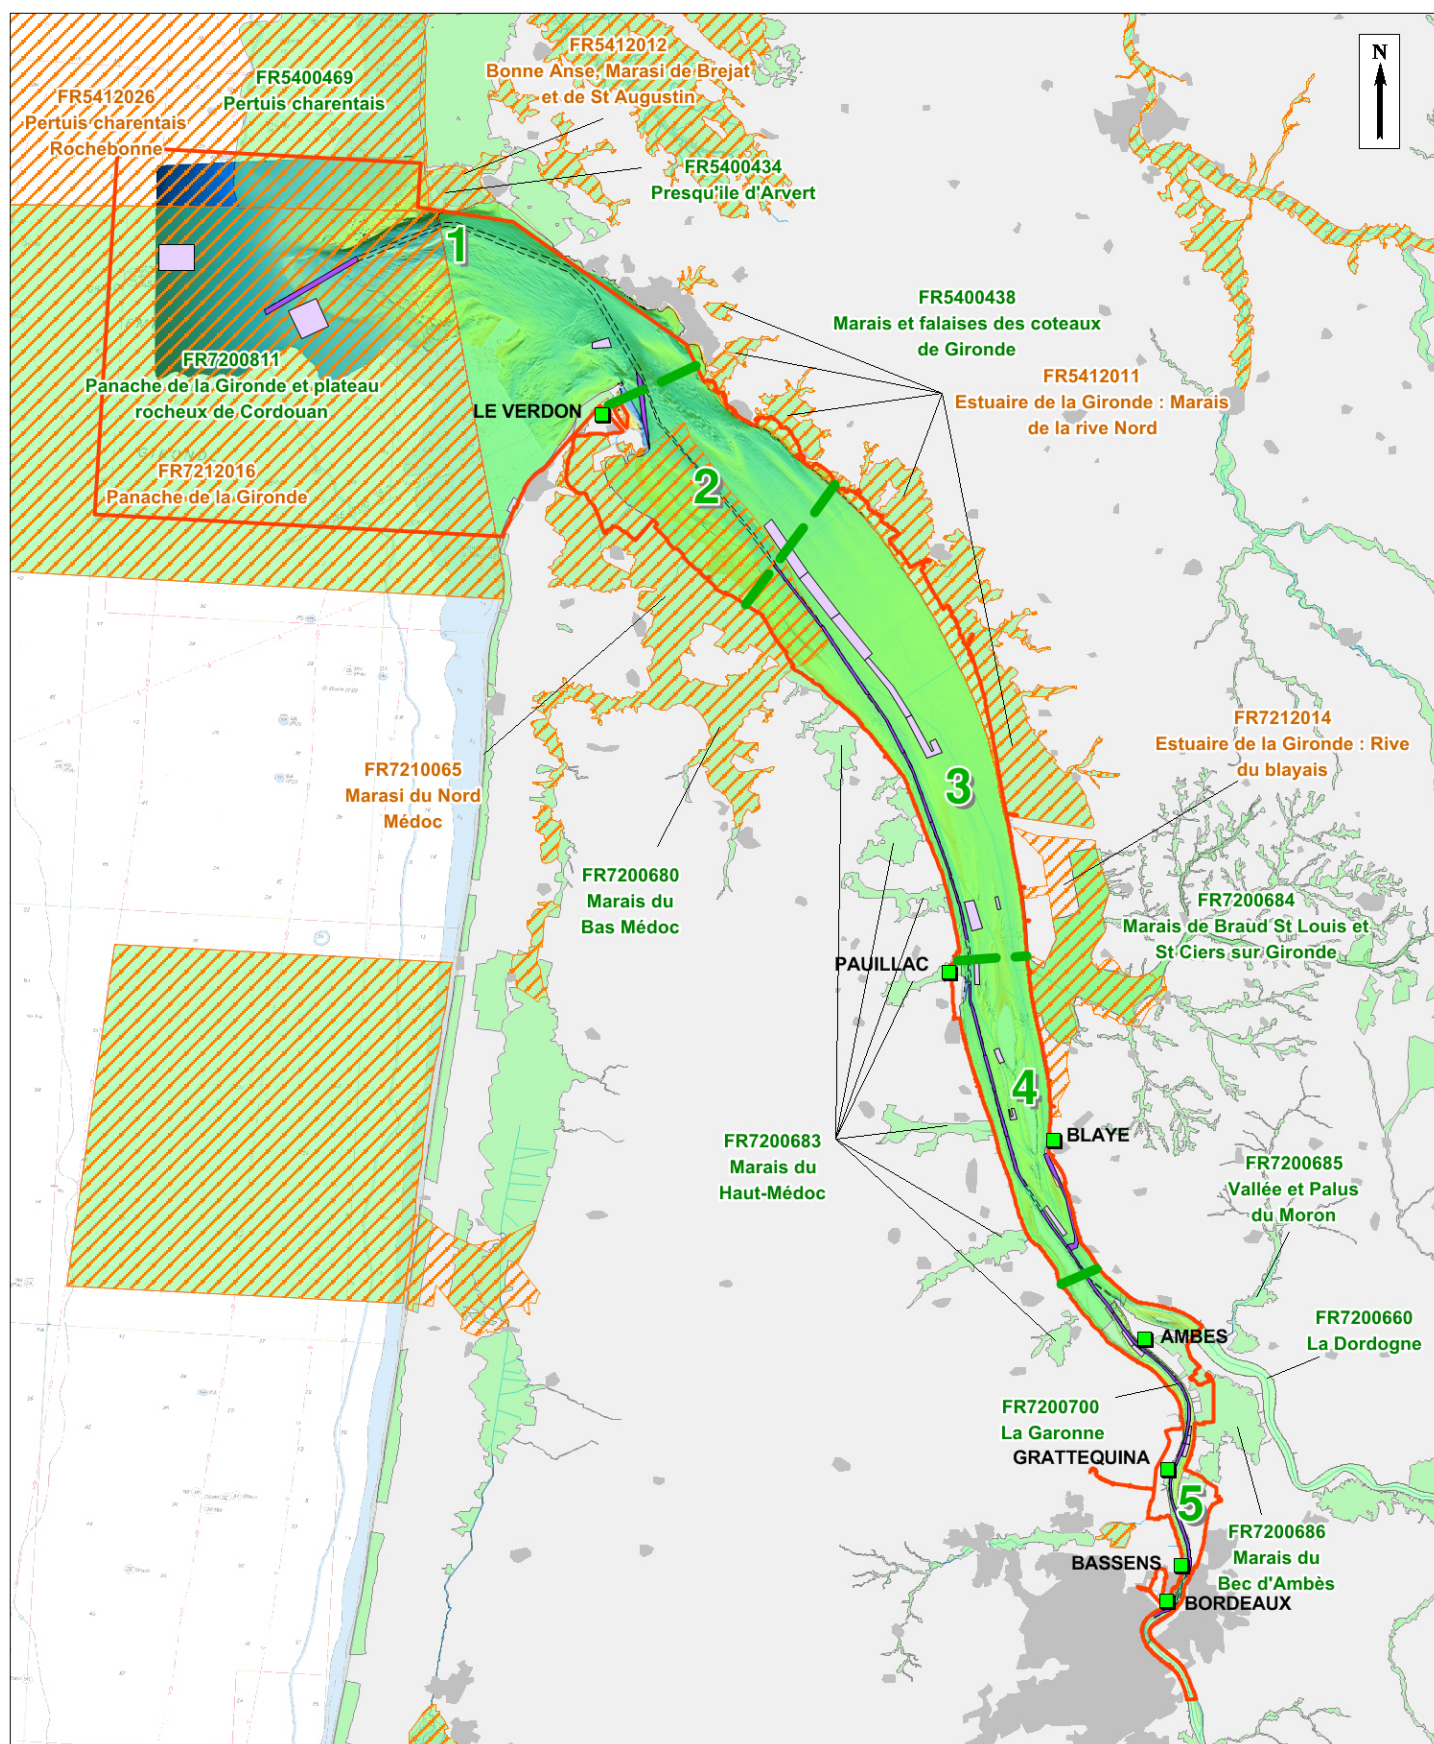 N
FR5412012
Bonne Anse, Marasi de Brejat
et de St Augustin
FR5400469
Pertuis charentais
FR5412026
Pertuis charentais
Rochebonne
FR5400434
Presqu'ile d'Arvert
1
FR5400438
Marais et falaises des coteaux
de Gironde
FR7200811
Panache de la Gironde et plateau
rocheux de Cordouan
FR5412011
Estuaire de la Gironde : Marais
de la rive Nord
LE VERDON
FR7212016
Panache de la Gironde
2
FR7212014
Estuaire de la Gironde : Rive
du blayais
FR7210065
Marasi du Nord
Médoc
3
FR7200680
Marais du
Bas Médoc
FR7200684
Marais de Braud St Louis et
St Ciers sur Gironde
PAUILLAC
4
BLAYE
FR7200683
Marais du
Haut-Médoc
FR7200685
Vallée et Palus
du Moron
FR7200660
La Dordogne
AMBES
FR7200700
La Garonne
GRATTEQUINA
5
FR7200686
Marais du
Bec d'Ambès
BASSENS
BORDEAUX